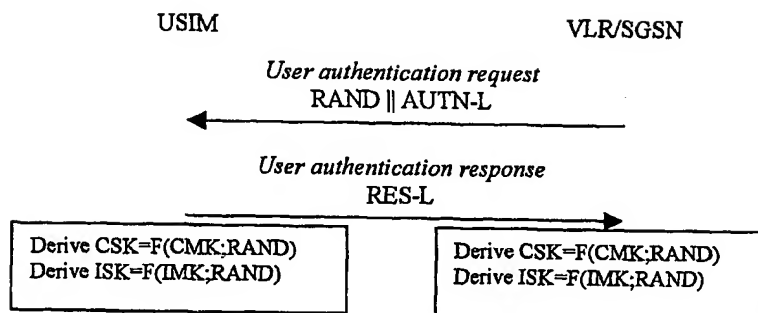 USIM VLR/SGSN
User authentication request
RAND || AUTN-L
User authentication response
RES-L
Derive CSK=F(CMK;RAND)
Derive ISK=F(IMK;RAND)
Derive CSK=F(CMK;RAND)
Derive ISK=F(IMK;RAND)